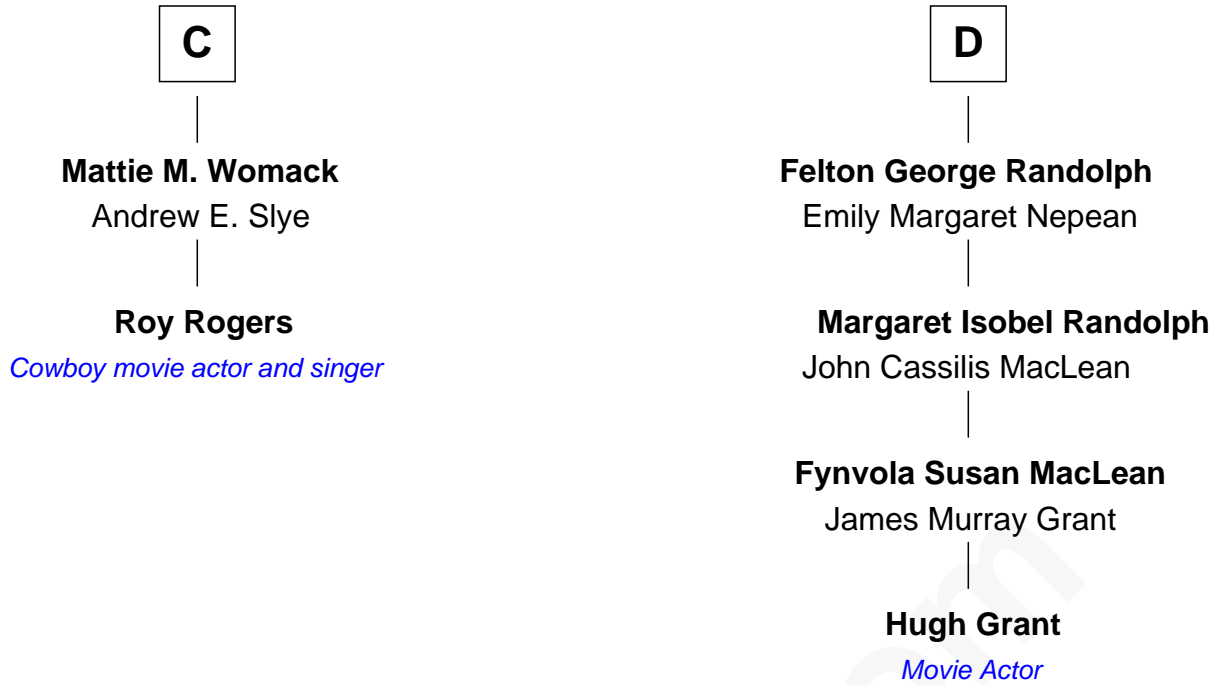 C
Mattie M. Womack
Andrew E. Slye
Roy Rogers
Cowboy movie actor and singer
D
Felton George Randolph
Emily Margaret Nepean
Margaret Isobel Randolph
John Cassilis MacLean
Fynvola Susan MacLean
James Murray Grant
Hugh Grant
Movie Actor
om